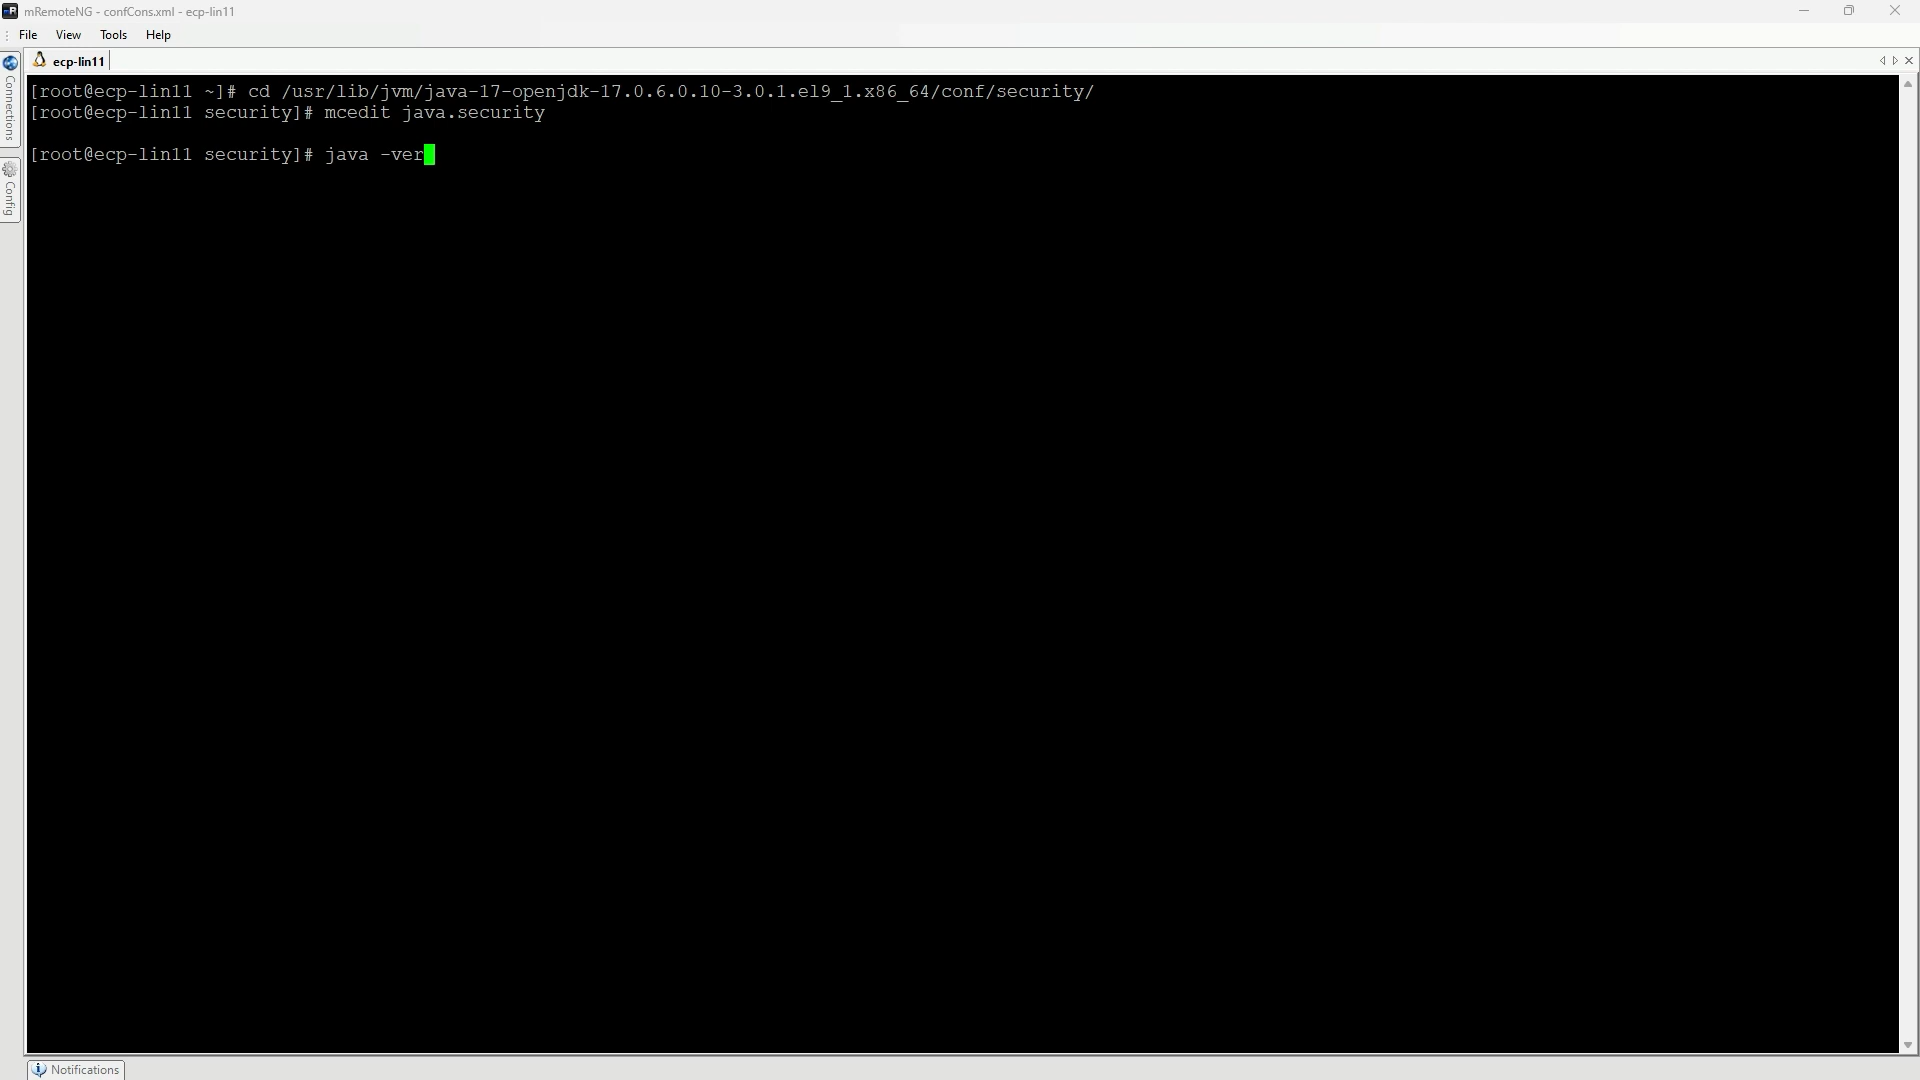 mRemoteNG - confCons.xml - ecp-lin11
File View Tools Help
ecp-lin11
Connections
Config
[root@ecp-lin11 ~]# cd /usr/lib/jvm/java-17-openjdk-17.0.6.0.10-3.0.1.el9_1.x86_64/conf/security/
[root@ecp-lin11 security]# mcedit java.security
[root@ecp-lin11 security]# java -ver
Notifications